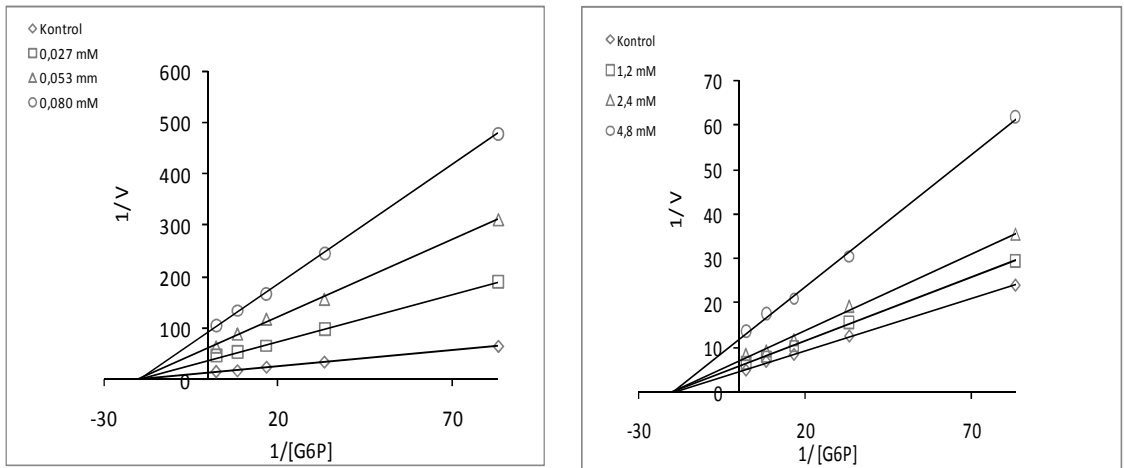 Kontrol
0,027 mM
0,053 mm
0,080 mM
600
500
400
300
200
100
0
-30
20
70
1/ V
1/[G6P]
Kontrol
1,2 mM
2,4 mM
4,8 mM
70
60
50
40
30
20
10
0
-30
20
70
1/ V
1/ [G6P]